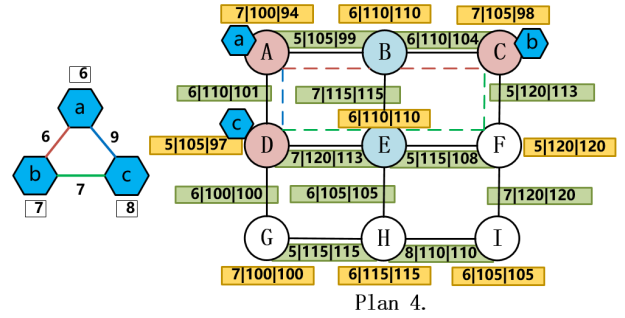 7|100|94
6|110|110
7|105|98
a
A
5|105|99
B
6|110|104
C
b
6
a
6|110|101
7|115|115
5|120|113
6
9
c
6|110|110
5|105|97
D
7|120|113
E
5|115|108
F
5|120|120
b
7
c
7
8
6|100|100
6|105|105
7|120|120
G
5|115|115
H
8|110|110
I
7|100|100
6|115|115
6|105|105
Plan 4.